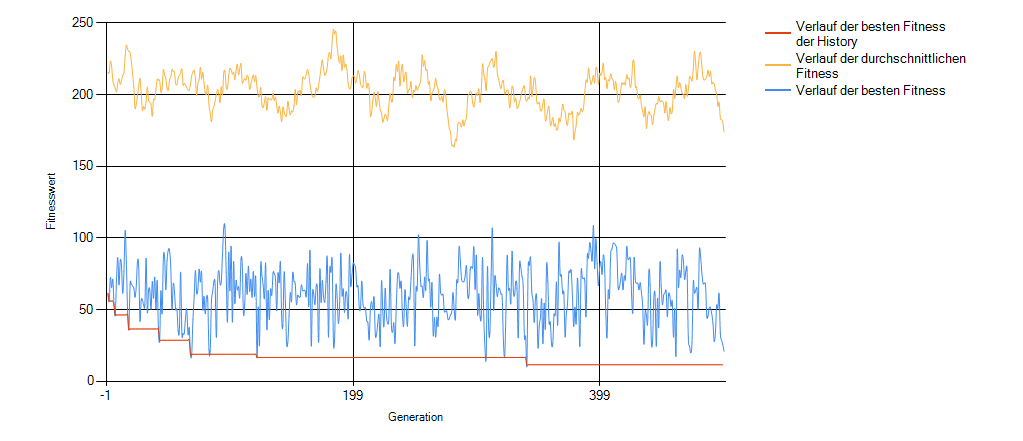 250
200
150
100
50
0
-1
199
399
Fitnesswert
Generation
Verlauf der besten Fitness
der History
Verlauf der durchschnittlichen
Fitness
Verlauf der besten Fitness